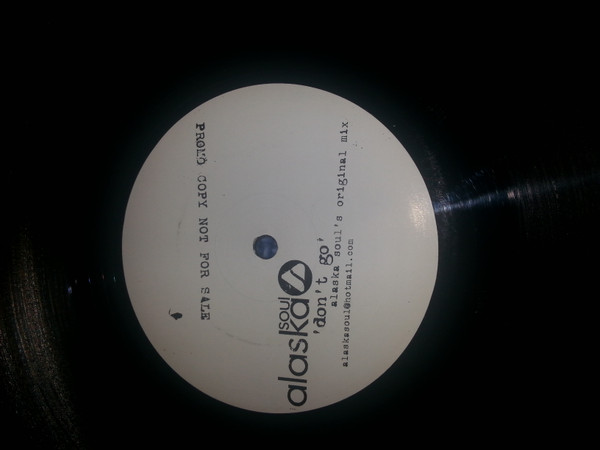 alaska SOUL
'don't go'
alaska soul's original mix
alaskasoul@hotmail.com
PROMO COPY NOT FOR SALE